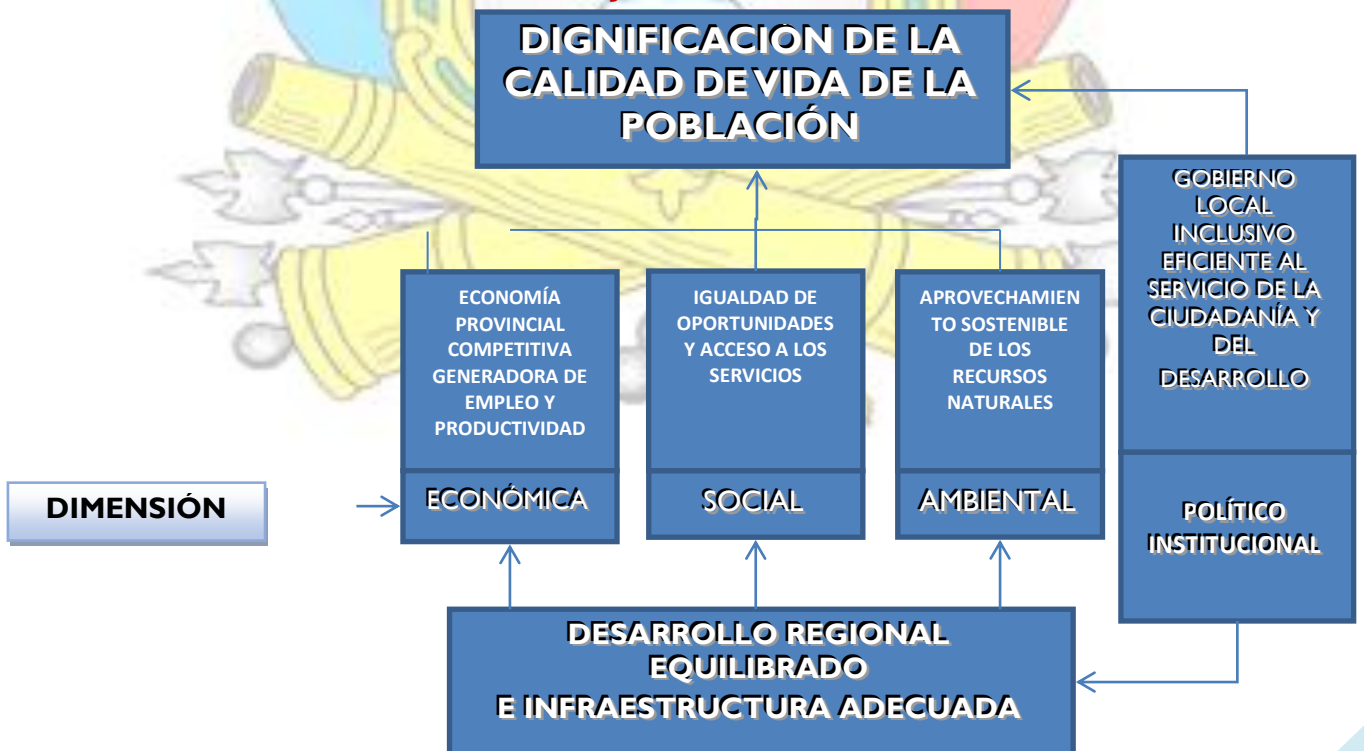 DIGNIFICACIÓN DE LA
CALIDAD DE VIDA DE LA
POBLACIÓN
GOBIERNO
LOCAL
INCLUSIVO
EFICIENTE AL
SERVICIO DE LA
CIUDADANÍA Y
DEL
DESARROLLO
ECONOMÍA
PROVINCIAL
COMPETITIVA
GENERADORA DE
EMPLEO Y
PRODUCTIVIDAD
IGUALDAD DE
OPORTUNIDADES
Y ACCESO A LOS
SERVICIOS
APROVECHAMIEN
TO SOSTENIBLE
DE LOS
RECURSOS
NATURALES
DIMENSIÓN
ECONÓMICA
SOCIAL
AMBIENTAL
POLÍTICO
INSTITUCIONAL
DESARROLLO REGIONAL
EQUILIBRADO
E INFRAESTRUCTURA ADECUADA